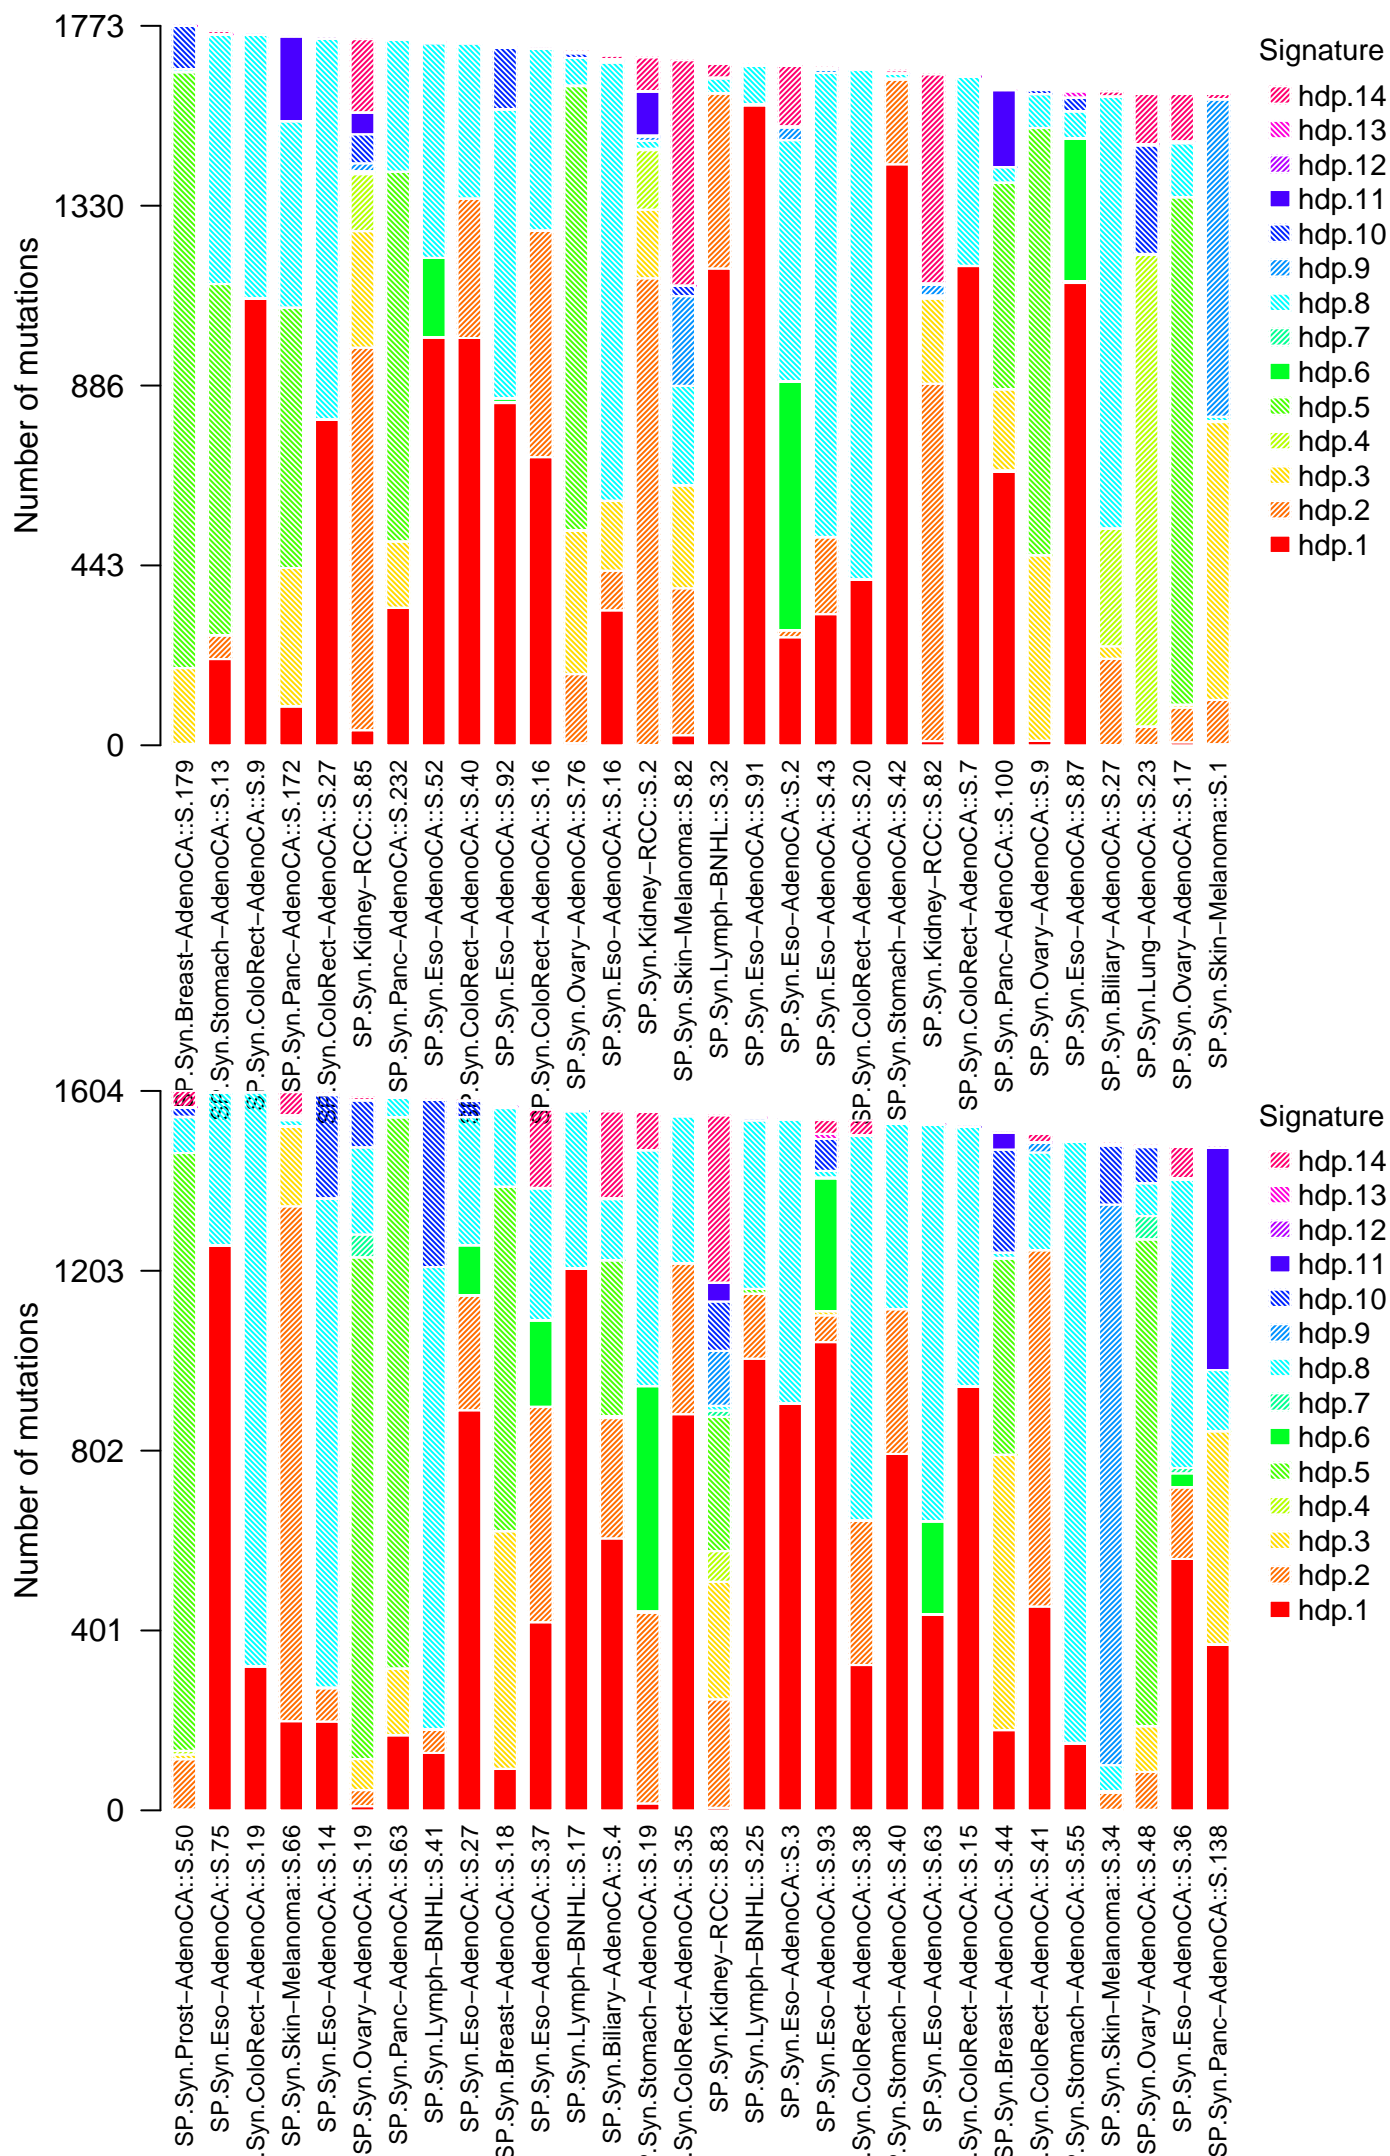 Number of mutations
1773
1330
886
443
0
Signature
hdp.14
hdp.13
hdp.12
hdp.11
hdp.10
hdp.9
hdp.8
hdp.7
hdp.6
hdp.5
hdp.4
hdp.3
hdp.2
hdp.1
SP.Syn.Breast−AdenoCA::S.179
SP.Syn.Stomach−AdenoCA::S.13
SP.Syn.ColoRect−AdenoCA::S.9
SP.Syn.Panc−AdenoCA::S.172
SP.Syn.ColoRect−AdenoCA::S.27
SP.Syn.Kidney−RCC::S.85
SP.Syn.Panc−AdenoCA::S.232
SP.Syn.Eso−AdenoCA::S.52
SP.Syn.ColoRect−AdenoCA::S.40
SP.Syn.Eso−AdenoCA::S.92
SP.Syn.ColoRect−AdenoCA::S.16
SP.Syn.Ovary−AdenoCA::S.76
SP.Syn.Eso−AdenoCA::S.16
SP.Syn.Kidney−RCC::S.2
SP.Syn.Skin−Melanoma::S.82
SP.Syn.Lymph−BNHL::S.32
SP.Syn.Eso−AdenoCA::S.91
SP.Syn.Eso−AdenoCA::S.2
SP.Syn.Eso−AdenoCA::S.43
SP.Syn.ColoRect−AdenoCA::S.20
SP.Syn.Stomach−AdenoCA::S.42
SP.Syn.Kidney−RCC::S.82
SP.Syn.ColoRect−AdenoCA::S.7
SP.Syn.Panc−AdenoCA::S.100
SP.Syn.Ovary−AdenoCA::S.9
SP.Syn.Eso−AdenoCA::S.87
SP.Syn.Biliary−AdenoCA::S.27
SP.Syn.Lung−AdenoCA::S.23
SP.Syn.Ovary−AdenoCA::S.17
SP.Syn.Skin−Melanoma::S.1
Number of mutations
1604
1203
802
401
0
Signature
hdp.14
hdp.13
hdp.12
hdp.11
hdp.10
hdp.9
hdp.8
hdp.7
hdp.6
hdp.5
hdp.4
hdp.3
hdp.2
hdp.1
SP.Syn.Prost−AdenoCA::S.50
SP.Syn.Eso−AdenoCA::S.75
.Syn.ColoRect−AdenoCA::S.19
SP.Syn.Skin−Melanoma::S.66
SP.Syn.Eso−AdenoCA::S.14
SP.Syn.Ovary−AdenoCA::S.19
SP.Syn.Panc−AdenoCA::S.63
SP.Syn.Lymph−BNHL::S.41
SP.Syn.Eso−AdenoCA::S.27
SP.Syn.Breast−AdenoCA::S.18
SP.Syn.Eso−AdenoCA::S.37
SP.Syn.Lymph−BNHL::S.17
SP.Syn.Biliary−AdenoCA::S.4
.Syn.Stomach−AdenoCA::S.19
.Syn.ColoRect−AdenoCA::S.35
SP.Syn.Kidney−RCC::S.83
SP.Syn.Lymph−BNHL::S.25
SP.Syn.Eso−AdenoCA::S.3
SP.Syn.Eso−AdenoCA::S.93
.Syn.ColoRect−AdenoCA::S.38
.Syn.Stomach−AdenoCA::S.40
SP.Syn.Eso−AdenoCA::S.63
.Syn.ColoRect−AdenoCA::S.15
SP.Syn.Breast−AdenoCA::S.44
.Syn.ColoRect−AdenoCA::S.41
.Syn.Stomach−AdenoCA::S.55
SP.Syn.Skin−Melanoma::S.34
SP.Syn.Ovary−AdenoCA::S.48
SP.Syn.Eso−AdenoCA::S.36
SP.Syn.Panc−AdenoCA::S.138